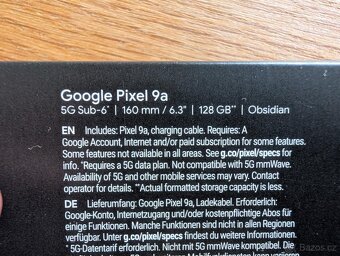 Google Pixel 9a
5G Sub-6* | 160 mm / 6.3" | 128 GB** | Obsidian
EN Includes: Pixel 9a, charging cable. Requires: A
Google Account, Internet and/or paid subscription for some features.
Some features not available in all areas. See g.co/pixel/specs
for info. *Requires a 5G data plan. Not compatible with 5G mmWave.
Availability of 5G and other mobile services may vary. Contact
carrier for details. **Actual formatted storage capacity is less.
DE Lieferumfang: Google Pixel 9a, Ladekabel. Erforderlich:
Google-Konto, Internetzugang und/oder kostenpflichtige Abos für
einige Funktionen. Manche Funktionen sind nicht überall
verfügbar. Unter g.co/pixel/specs findest du weitere Informationen.
*5G-Datentarif erforderlich. Nicht mit 5G mmWave kompatibel. Die
Bazoš.cz